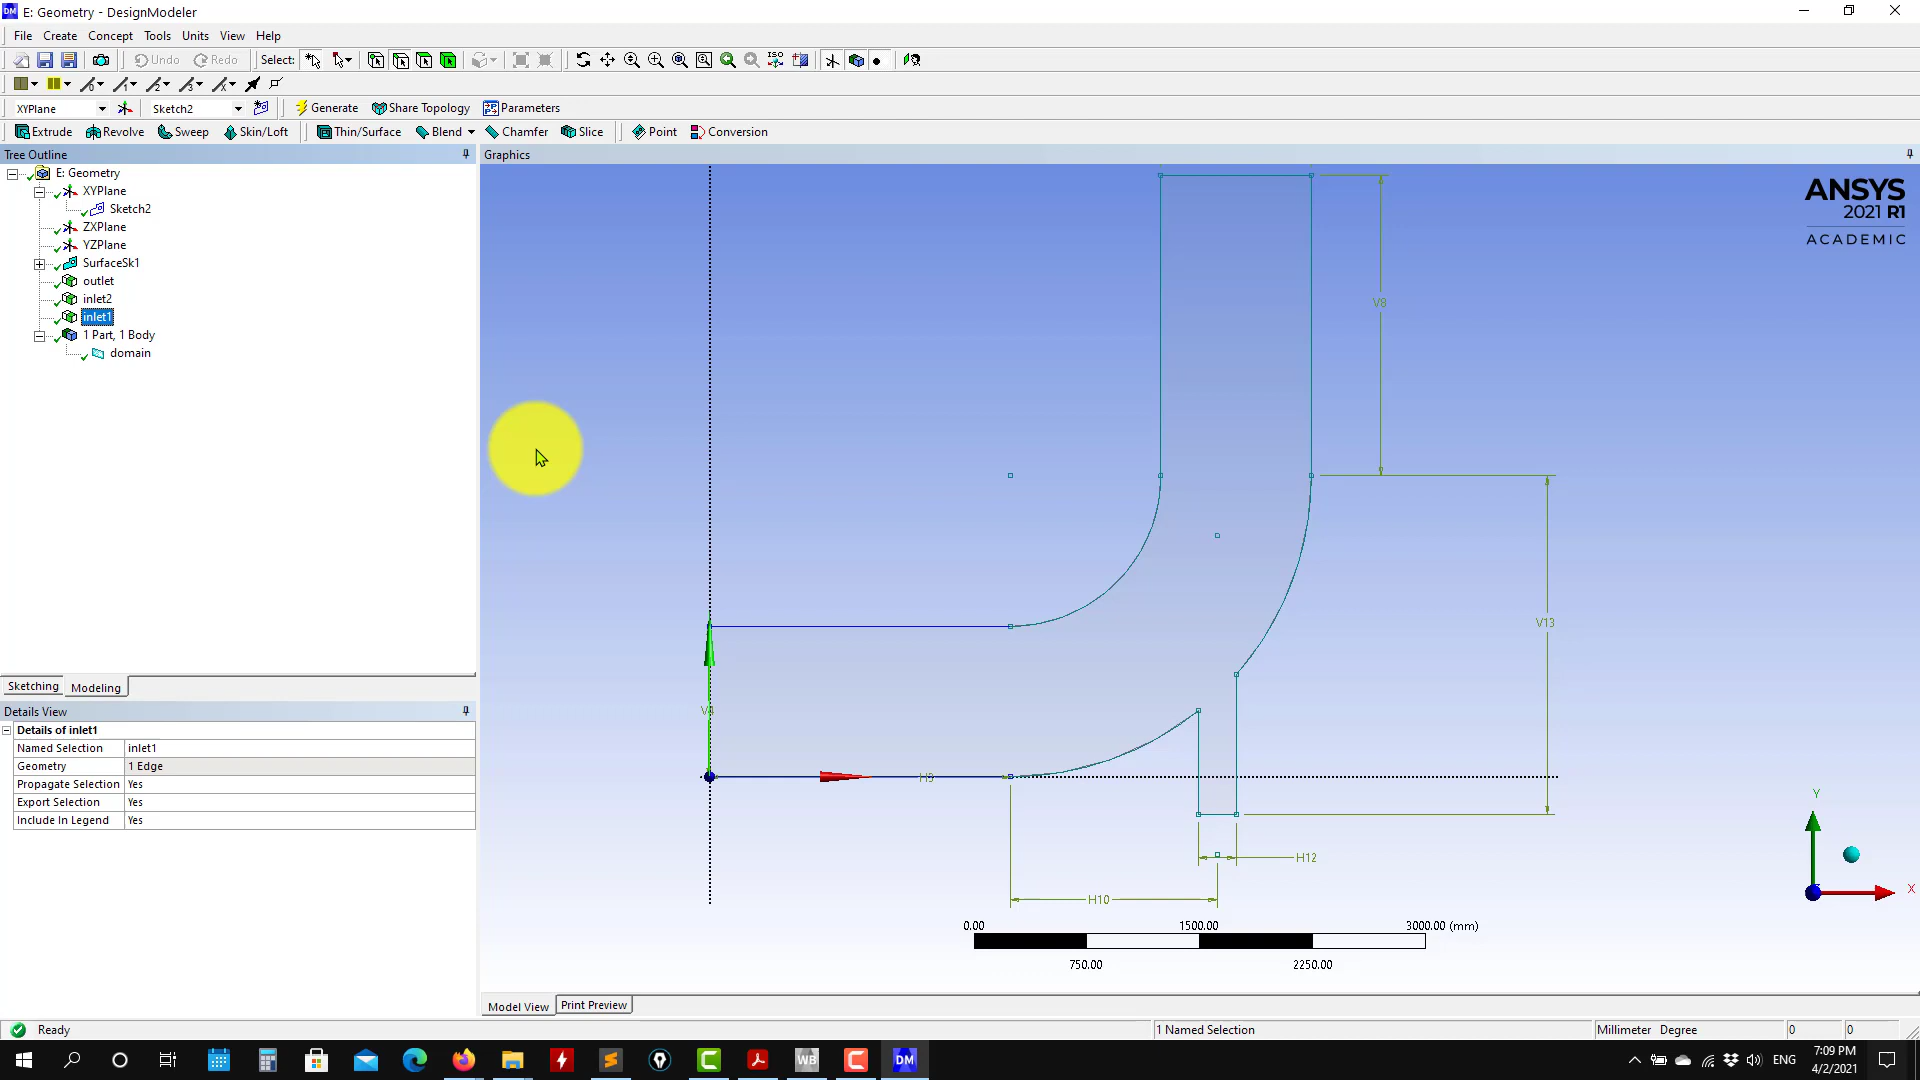 E: Geometry - DesignModeler
File Create Concept Tools Units View Help
Undo Redo Select:
XYPlane Sketch2 Generate Share Topology Parameters
Extrude Revolve Sweep Skin/Loft Thin/Surface Blend Chamfer Slice Point Conversion
Tree Outline
E: Geometry
XYPlane
Sketch2
ZXPlane
YZPlane
SurfaceSk1
outlet
inlet2
inlet1
1 Part, 1 Body
domain
Sketching Modeling
Details View
Details of inlet1
Named Selection inlet1
Geometry 1 Edge
Propagate Selection Yes
Export Selection Yes
Include In Legend Yes
Graphics
ANSYS
2021 R1
ACADEMIC
V8
V13
H12
H10
0.00 1500.00 3000.00 (mm)
750.00 2250.00
Y
X
Model View Print Preview
Ready 1 Named Selection Millimeter Degree 0 0
WB DM ENG
7:09 PM
4/2/2021